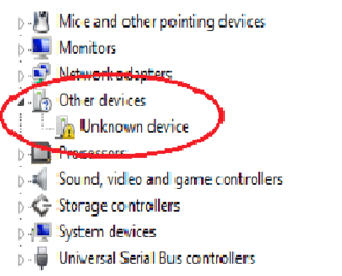 Mice and other pointing devices
Monitors
Network adapters
Other devices
Unknown device
Processors
Sound, video and game controllers
Storage controllers
System devices
Universal Serial Bus controllers